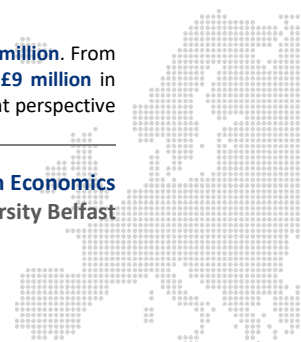 million. From
£9 million in
t perspective
Economics
rsity Belfast